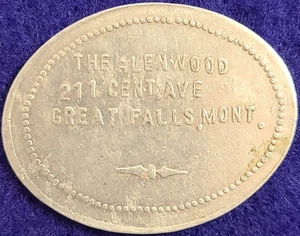 THE GLENWOOD
211 CENT. AVE
GREAT FALLS, MONT.